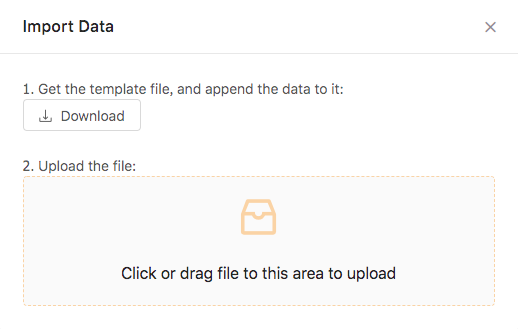 Import Data
1. Get the template file, and append the data to it:
Download
2. Upload the file:
Click or drag file to this area to upload